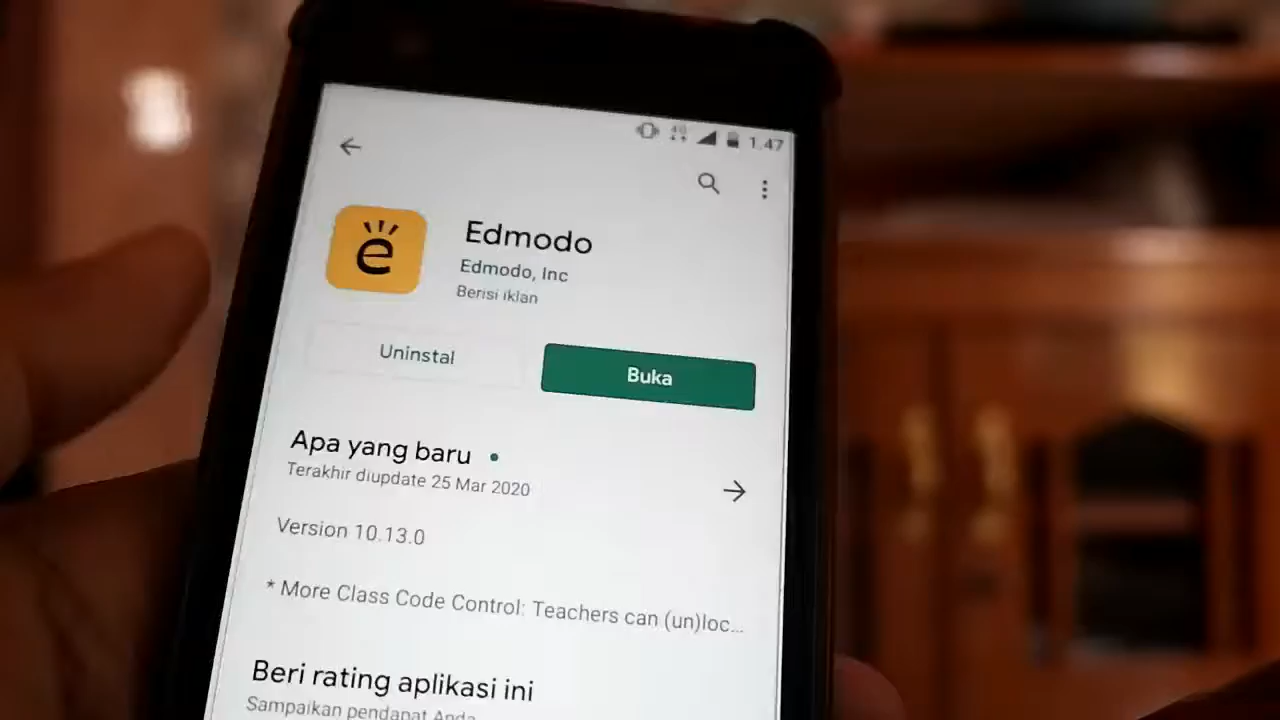 1.47
e
Edmodo
Edmodo, Inc
Berisi iklan
Uninstal
Buka
Apa yang baru
Terakhir diupdate 25 Mar 2020
Version 10.13.0
* More Class Code Control: Teachers can (un)loc...
Beri rating aplikasi ini
Sampaikan pendapat Anda